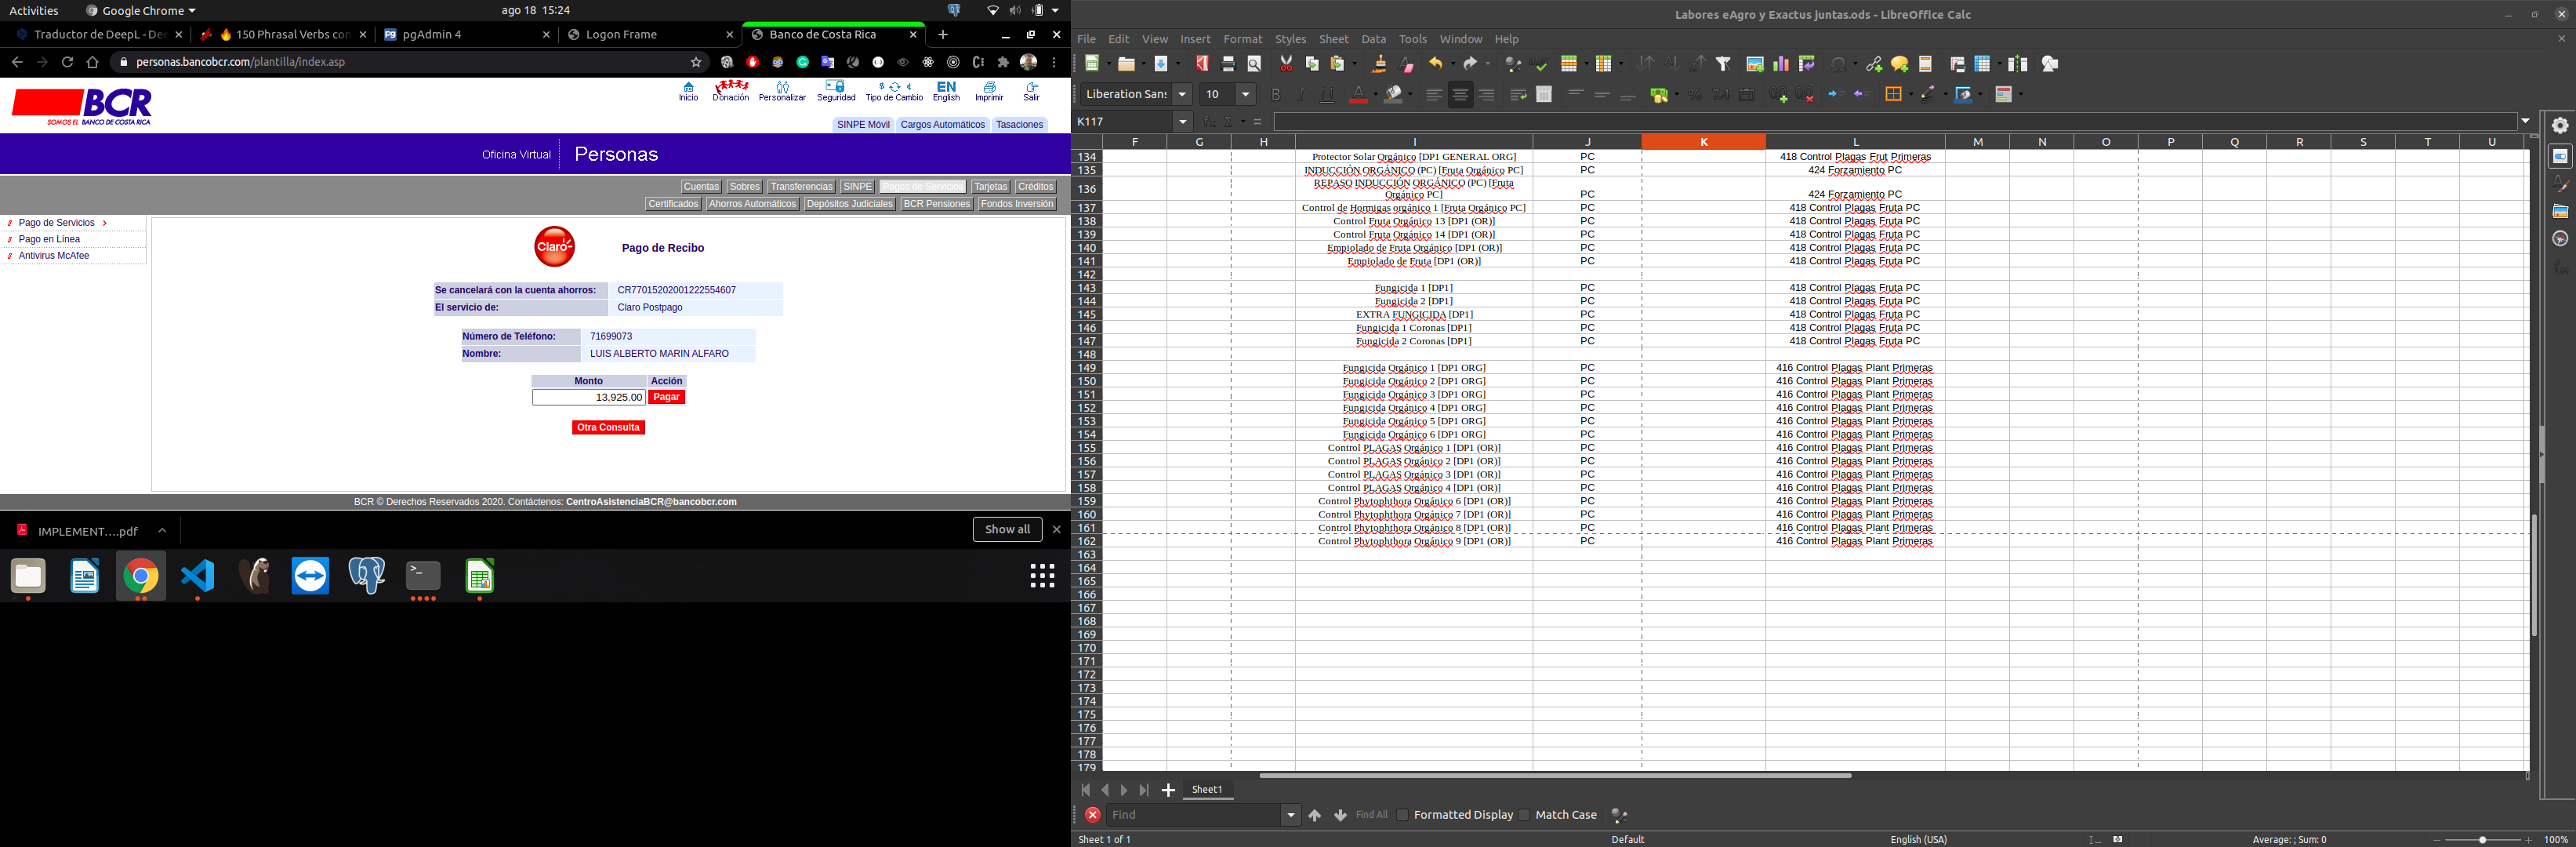 Activities
Google Chrome
ago 18 15:24
Traductor de DeepL - Dee
🔥 150 Phrasal Verbs con
pgAdmin 4
Logon Frame
Banco de Costa Rica
personas.bancobcr.com/plantilla/index.asp
BCR
SOMOS EL BANCO DE COSTA RICA
Inicio
Donación
Personalizar
Seguridad
Tipo de Cambio
EN
English
Imprimir
Salir
SINPE Móvil
Cargos Automáticos
Tasaciones
Oficina Virtual
Personas
Cuentas
Sobres
Transferencias
SINPE
Pagos de Servicios
Tarjetas
Créditos
Certificados
Ahorros Automáticos
Depósitos Judiciales
BCR Pensiones
Fondos Inversión
Pago de Servicios
Pago en Línea
Antivirus McAfee
Claro
Pago de Recibo
Se cancelará con la cuenta ahorros: CR77015202001222554607
El servicio de: Claro Postpago
Número de Teléfono: 71699073
Nombre: LUIS ALBERTO MARIN ALFARO
Monto Acción
13,925.00 Pagar
Otra Consulta
BCR © Derechos Reservados 2020. Contáctenos: CentroAsistenciaBCR@bancobcr.com
IMPLEMENT....pdf
Show all
Labores eAgro y Exactus juntas.ods - LibreOffice Calc
File Edit View Insert Format Styles Sheet Data Tools Window Help
Liberation Sans
10
K117
F G H I J K L M N O P Q R S T U
134 Protector Solar Orgánico [DP1 GENERAL ORG] PC 418 Control Plagas Frut Primeras
135 INDUCCIÓN ORGÁNICO (PC) [Fruta Orgánico PC] PC 424 Forzamiento PC
136 REPASO INDUCCIÓN ORGÁNICO (PC) [Fruta
Orgánico PC] PC 424 Forzamiento PC
137 Control de Hormigas orgánico 1 [Fruta Orgánico PC] PC 418 Control Plagas Fruta PC
138 Control Fruta Orgánico 13 [DP1 (OR)] PC 418 Control Plagas Fruta PC
139 Control Fruta Orgánico 14 [DP1 (OR)] PC 418 Control Plagas Fruta PC
140 Empiolado de Fruta Orgánico [DP1 (OR)] PC 418 Control Plagas Fruta PC
141 Empiolado de Fruta [DP1 (OR)] PC 418 Control Plagas Fruta PC
142
143 Fungicida 1 [DP1] PC 418 Control Plagas Fruta PC
144 Fungicida 2 [DP1] PC 418 Control Plagas Fruta PC
145 EXTRA FUNGICIDA [DP1] PC 418 Control Plagas Fruta PC
146 Fungicida 1 Coronas [DP1] PC 418 Control Plagas Fruta PC
147 Fungicida 2 Coronas [DP1] PC 418 Control Plagas Fruta PC
148
149 Fungicida Orgánico 1 [DP1 ORG] PC 416 Control Plagas Plant Primeras
150 Fungicida Orgánico 2 [DP1 ORG] PC 416 Control Plagas Plant Primeras
151 Fungicida Orgánico 3 [DP1 ORG] PC 416 Control Plagas Plant Primeras
152 Fungicida Orgánico 4 [DP1 ORG] PC 416 Control Plagas Plant Primeras
153 Fungicida Orgánico 5 [DP1 ORG] PC 416 Control Plagas Plant Primeras
154 Fungicida Orgánico 6 [DP1 ORG] PC 416 Control Plagas Plant Primeras
155 Control PLAGAS Orgánico 1 [DP1 (OR)] PC 416 Control Plagas Plant Primeras
156 Control PLAGAS Orgánico 2 [DP1 (OR)] PC 416 Control Plagas Plant Primeras
157 Control PLAGAS Orgánico 3 [DP1 (OR)] PC 416 Control Plagas Plant Primeras
158 Control PLAGAS Orgánico 4 [DP1 (OR)] PC 416 Control Plagas Plant Primeras
159 Control Phytophthora Orgánico 6 [DP1 (OR)] PC 416 Control Plagas Plant Primeras
160 Control Phytophthora Orgánico 7 [DP1 (OR)] PC 416 Control Plagas Plant Primeras
161 Control Phytophthora Orgánico 8 [DP1 (OR)] PC 416 Control Plagas Plant Primeras
162 Control Phytophthora Orgánico 9 [DP1 (OR)] PC 416 Control Plagas Plant Primeras
163
164
165
166
167
168
169
170
171
172
173
174
175
176
177
178
179
Sheet1
Find
Find All
Formatted Display
Match Case
Sheet 1 of 1
Default
English (USA)
Average: ; Sum: 0
100%